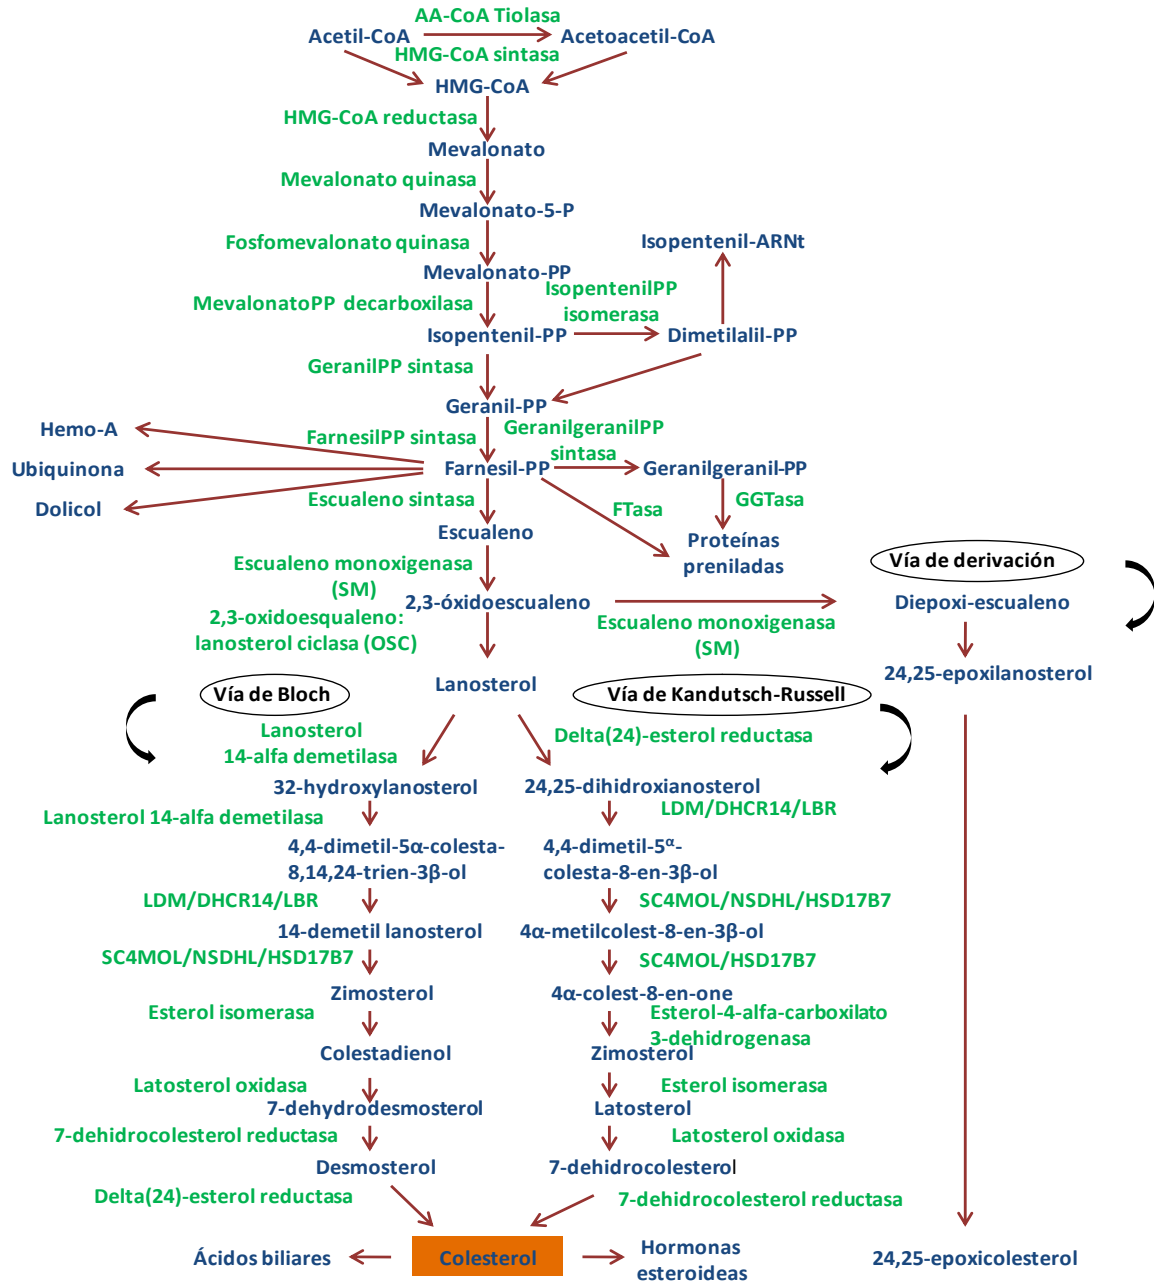 AA-CoA Tiolasa
Acetil-CoA
Acetoacetil-CoA
HMG-CoA sintasa
HMG-CoA
HMG-CoA reductasa
Mevalonato
Mevalonato quinasa
Mevalonato-5-P
Fosfomevalonato quinasa
Isopentenil-ARNt
Mevalonato-PP
MevalonatoPP decarboxilasa
IsopentenilPP
isomerasa
Isopentenil-PP
Dimetilalil-PP
GeranilPP sintasa
Geranil-PP
Hemo-A
FarnesilPP sintasa
GeranilgeranilPP
sintasa
Ubiquinona
Farnesil-PP
Geranilgeranil-PP
Dolicol
Escualeno sintasa
FTasa
GGTasa
Escualeno
Proteínas
preniladas
Vía de derivación
Escualeno monoxigenasa
(SM)
2,3-óxidoescualeno
Diepoxi-escualeno
2,3-oxidoesqualeno:
lanosterol ciclasa (OSC)
Escualeno monoxigenasa
(SM)
24,25-epoxilanosterol
Lanosterol
Vía de Bloch
Vía de Kandutsch-Russell
Lanosterol
14-alfa demetilasa
Delta(24)-esterol reductasa
32-hydroxylanosterol
24,25-dihidroxianosterol
Lanosterol 14-alfa demetilasa
LDM/DHCR14/LBR
4,4-dimetil-5α-colesta-
8,14,24-trien-3β-ol
4,4-dimetil-5α-
colesta-8-en-3β-ol
LDM/DHCR14/LBR
SC4MOL/NSDHL/HSD17B7
14-demetil lanosterol
4α-metilcolest-8-en-3β-ol
SC4MOL/NSDHL/HSD17B7
SC4MOL/HSD17B7
Zimosterol
4α-colest-8-en-one
Esterol isomerasa
Esterol-4-alfa-carboxilato
3-dehidrogenasa
Colestadienol
Zimosterol
Latosterol oxidasa
Esterol isomerasa
7-dehydrodesmosterol
Latosterol
7-dehidrocolesterol reductasa
Latosterol oxidasa
Desmosterol
7-dehidrocolesterol
Delta(24)-esterol reductasa
7-dehidrocolesterol reductasa
Ácidos biliares
Colesterol
Hormonas
esteroideas
24,25-epoxicolesterol